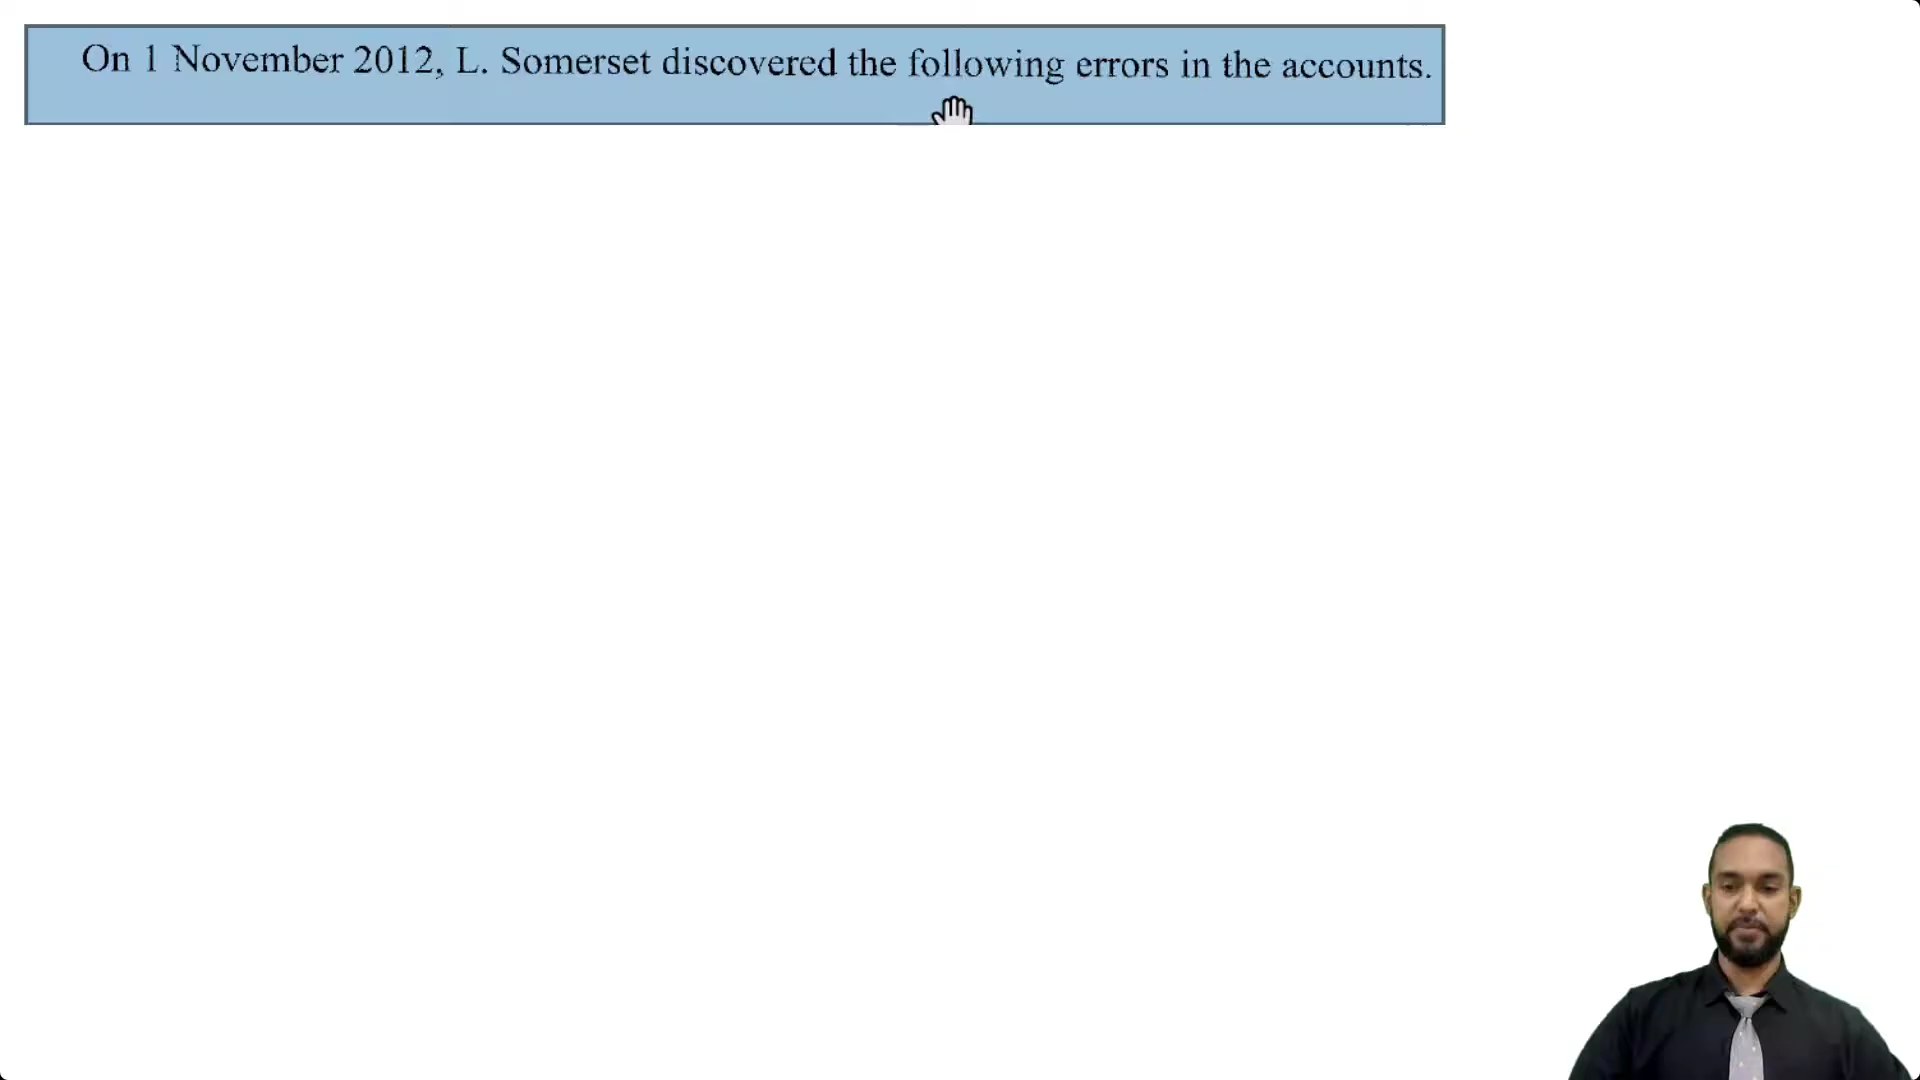 On 1 November 2012, L. Somerset discovered the following errors in the accounts.